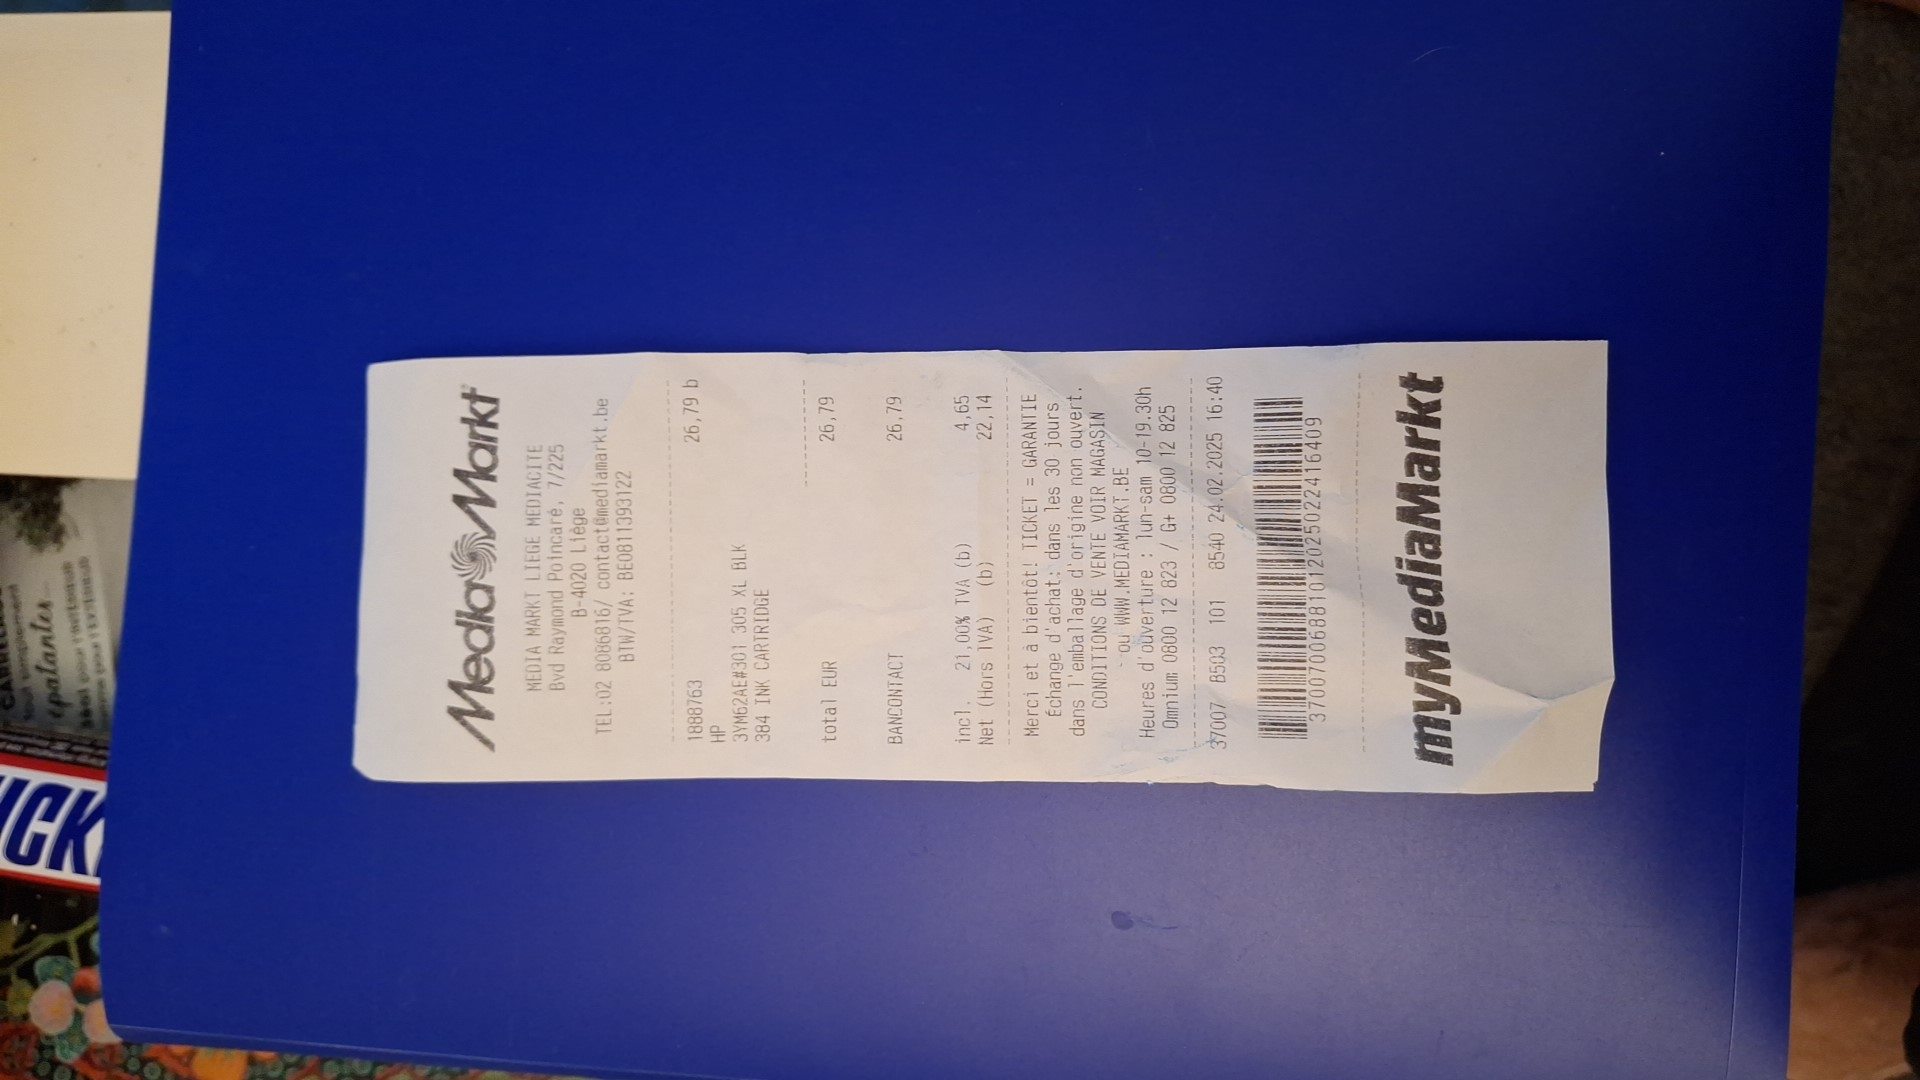 MediaMarkt
MEDIA MARKT LIEGE MEDIACITE
Bvd Raymond Poincaré, 7/225
B-4020 Liège
TEL:02 8086816/ contact@mediamarkt.be
BTW/TVA: BE0811393122
1888763 26,79 b
HP
3YM62AE#301 305 XL BLK
384 INK CARTRIDGE
total EUR 26,79
BANCONTACT 26,79
incl. 21,00% TVA (b) 4,65
Net (Hors TVA) (b) 22,14
Merci et à bientôt! TICKET = GARANTIE
Échange d'achat: dans les 30 jours
dans l'emballage d'origine non ouvert.
CONDITIONS DE VENTE VOIR MAGASIN
ou WWW.MEDIAMARKT.BE
Heures d'ouverture : lun-sam 10-19.30h
Omnium 0800 12 823 / G+ 0800 12 825
37007 B503 101 8540 24.02.2025 16:40
myMediaMarkt
épatantes
ICK